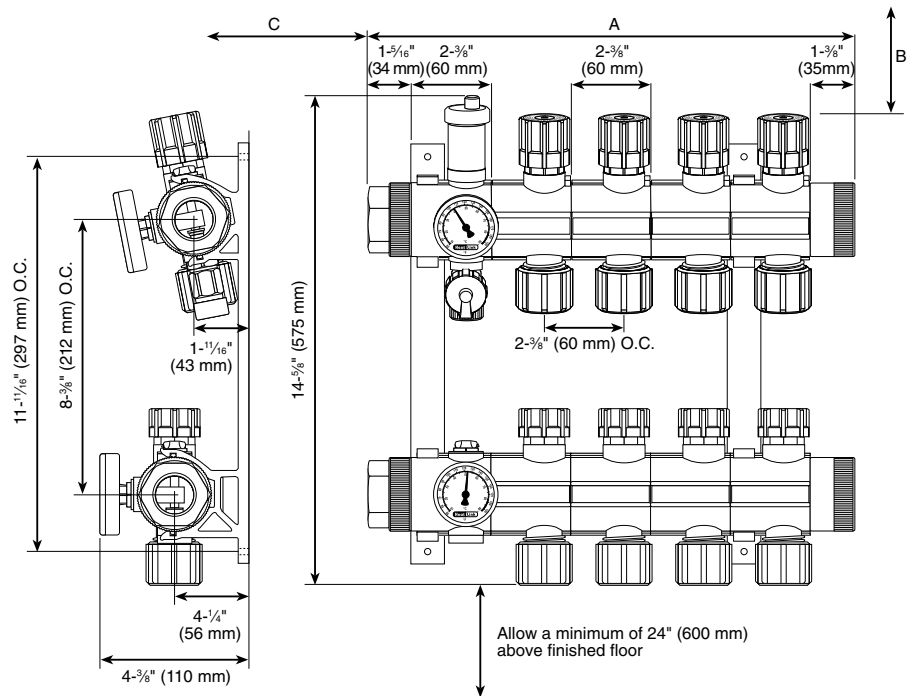 C
A
B
1-5⁄16"
(34 mm)
2-3⁄8"
(60 mm)
2-3⁄8"
(60 mm)
1-3⁄8"
(35mm)
11-11⁄16" (297 mm) O.C.
8-3⁄8" (212 mm) O.C.
1-11⁄16"
(43 mm)
14-5⁄8" (575 mm)
2-3⁄8" (60 mm) O.C.
4-1⁄4"
(56 mm)
4-3⁄8" (110 mm)
Allow a minimum of 24" (600 mm)
above finished floor